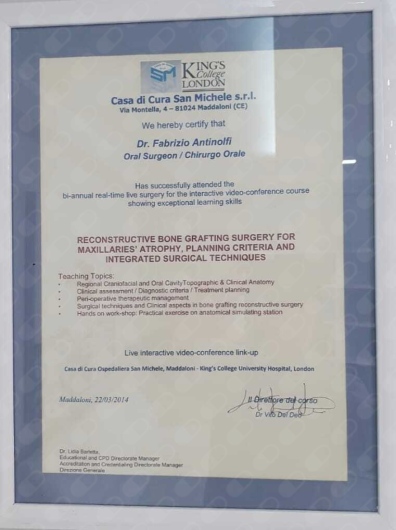 SM
KING'S
College
LONDON
Casa di Cura San Michele s.r.l.
Via Montella, 4 – 81024 Maddaloni (CE)
We hereby certify that
Dr. Fabrizio Antinolfi
Oral Surgeon / Chirurgo Orale
Has successfully attended the
bi-annual real-time live surgery for the interactive video-conference course
showing exceptional learning skills
RECONSTRUCTIVE BONE GRAFTING SURGERY FOR
MAXILLARIES' ATROPHY, PLANNING CRITERIA AND
INTEGRATED SURGICAL TECHNIQUES
Teaching Topics:
• Regional Craniofacial and Oral CavityTopographic & Clinical Anatomy
• Clinical assessment / Diagnostic criteria / Treatment planning
• Peri-operative therapeutic management
• Surgical techniques and Clinical aspects in bone grafting reconstructive surgery
• Hands on work-shop: Practical exercise on anatomical simulating station
Live interactive video-conference link-up
Casa di Cura Ospedaliera San Michele, Maddaloni - King's College University Hospital, London
Maddaloni, 22/03/2014
Il Direttore del corso
Dr Vito Del Deo
Dr. Lidia
Educational and CPD Directorate Manager
Accreditation and Credentialing Directorate Manager
Direzione Generale